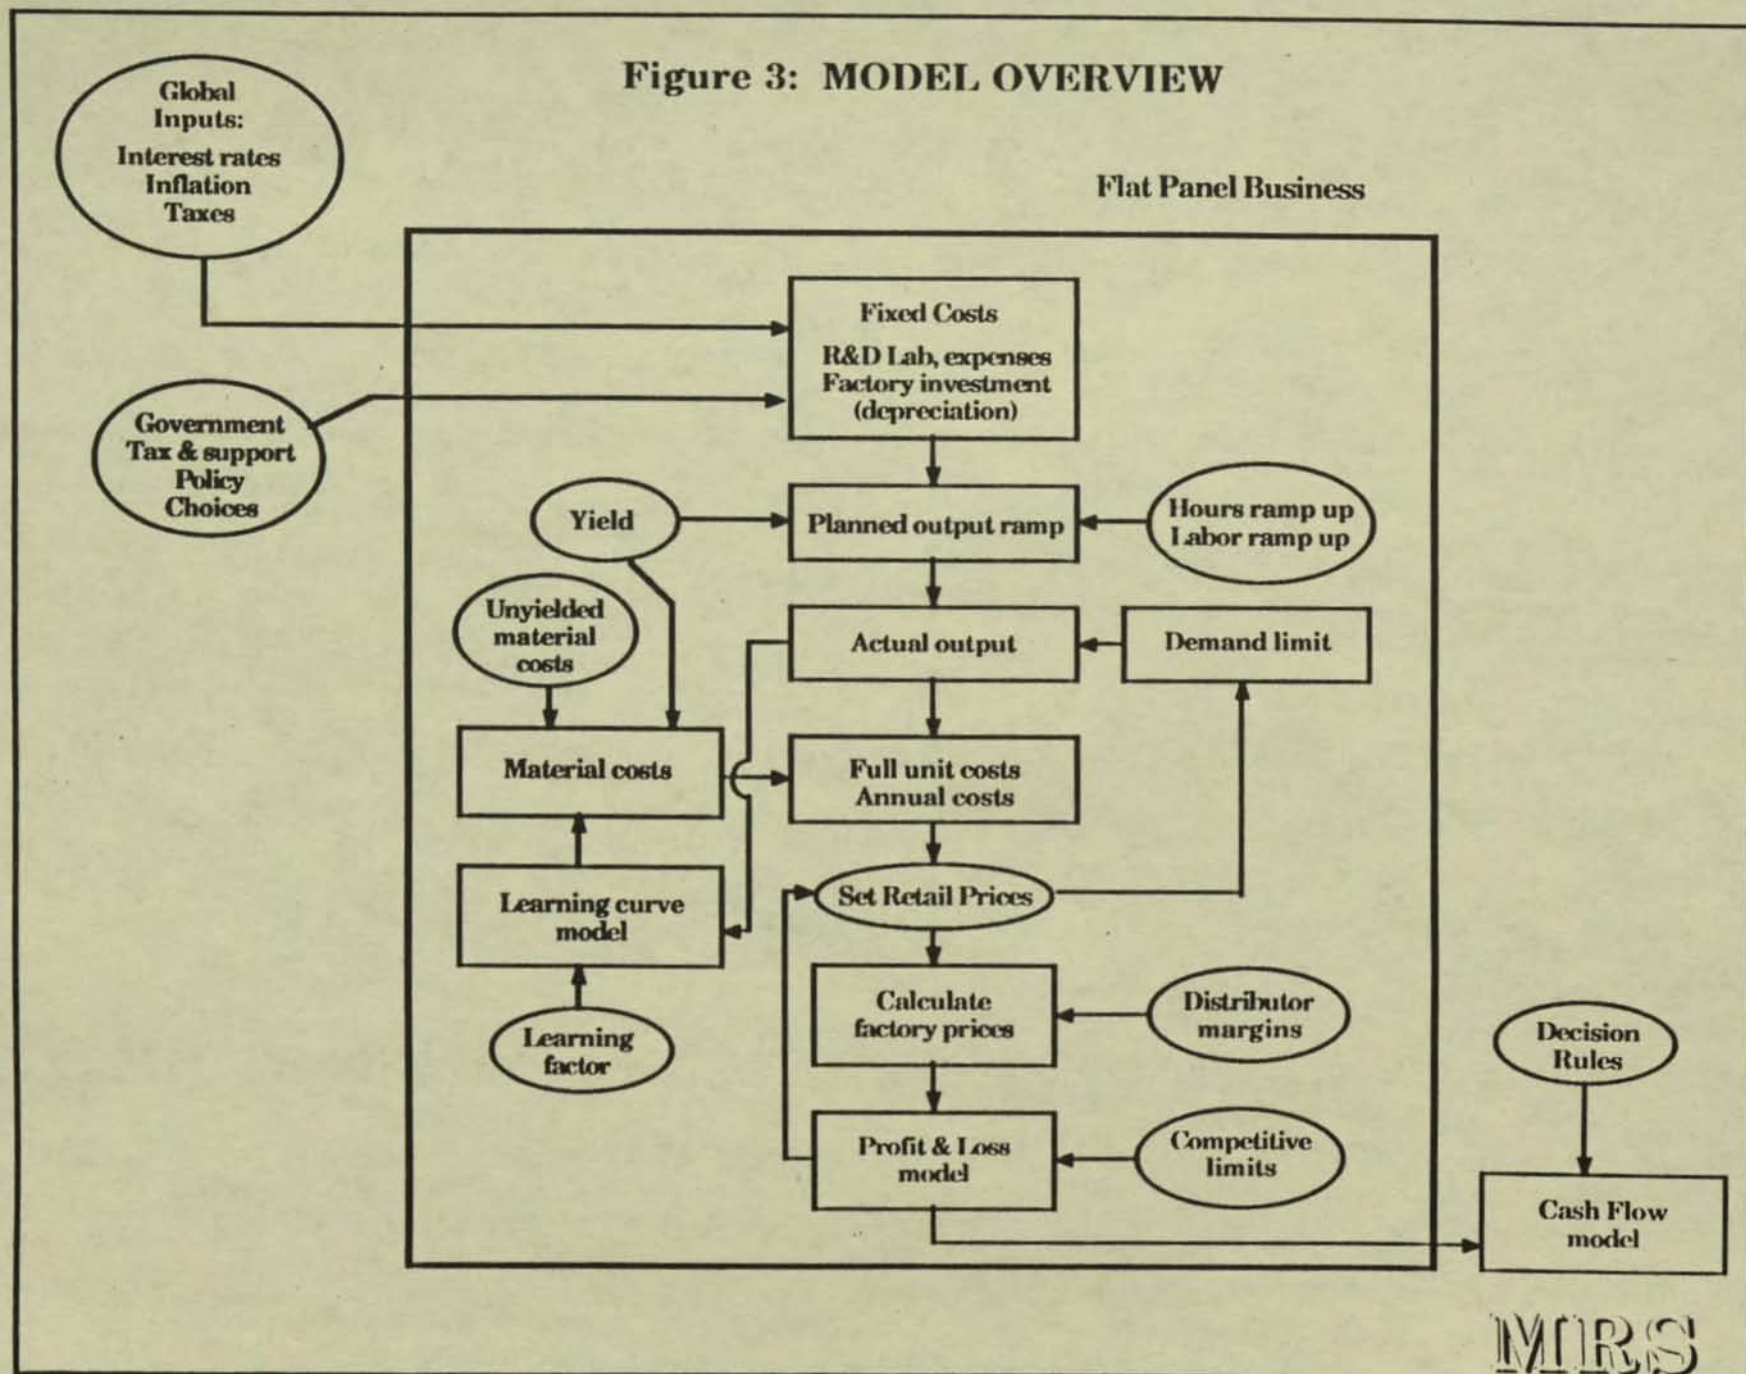 Figure 3: MODEL OVERVIEW
Global
Inputs:
Interest rates
Inflation
Taxes
Flat Panel Business
Fixed Costs
R&D Lab, expenses
Factory investment
(depreciation)
Government
Tax & support
Policy
Choices
Yield
Planned output ramp
Hours ramp up
Labor ramp up
Unyielded
material
costs
Actual output
Demand limit
Material costs
Full unit costs
Annual costs
Learning curve
model
Set Retail Prices
Learning
factor
Calculate
factory prices
Distributor
margins
Decision
Rules
Profit & Loss
model
Competitive
limits
Cash Flow
model
MRS